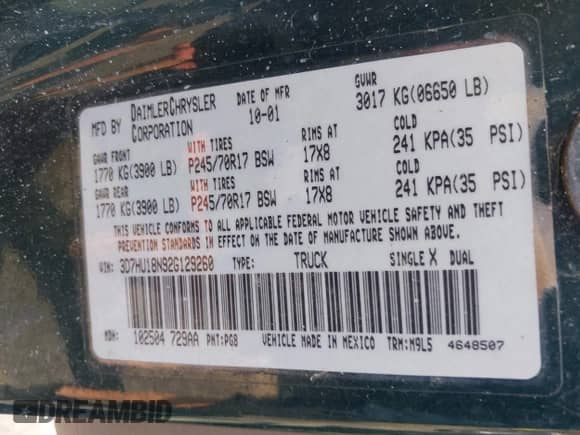 MFD BY DAIMLERCHRYSLER CORPORATION
DATE OF MFR 10-01
GVWR 3017 KG(06650 LB)
GAWR FRONT WITH TIRES RIMS AT COLD
1770 KG(3900 LB) P245/70R17 BSW 17X8 241 KPA(35 PSI)
GAWR REAR WITH TIRES RIMS AT COLD
1770 KG(3900 LB) P245/70R17 BSW 17X8 241 KPA(35 PSI)
THIS VEHICLE CONFORMS TO ALL APPLICABLE FEDERAL MOTOR VEHICLE SAFETY AND THEFT
PREVENTION STANDARDS IN EFFECT ON THE DATE OF MANUFACTURE SHOWN ABOVE.
VIN: 3D7HU18N92G129260 TYPE: TRUCK SINGLE X DUAL
MDH: 102504 729AA PNT:PG8 VEHICLE MADE IN MEXICO TRM:M9L5 4648507
DREAMBID